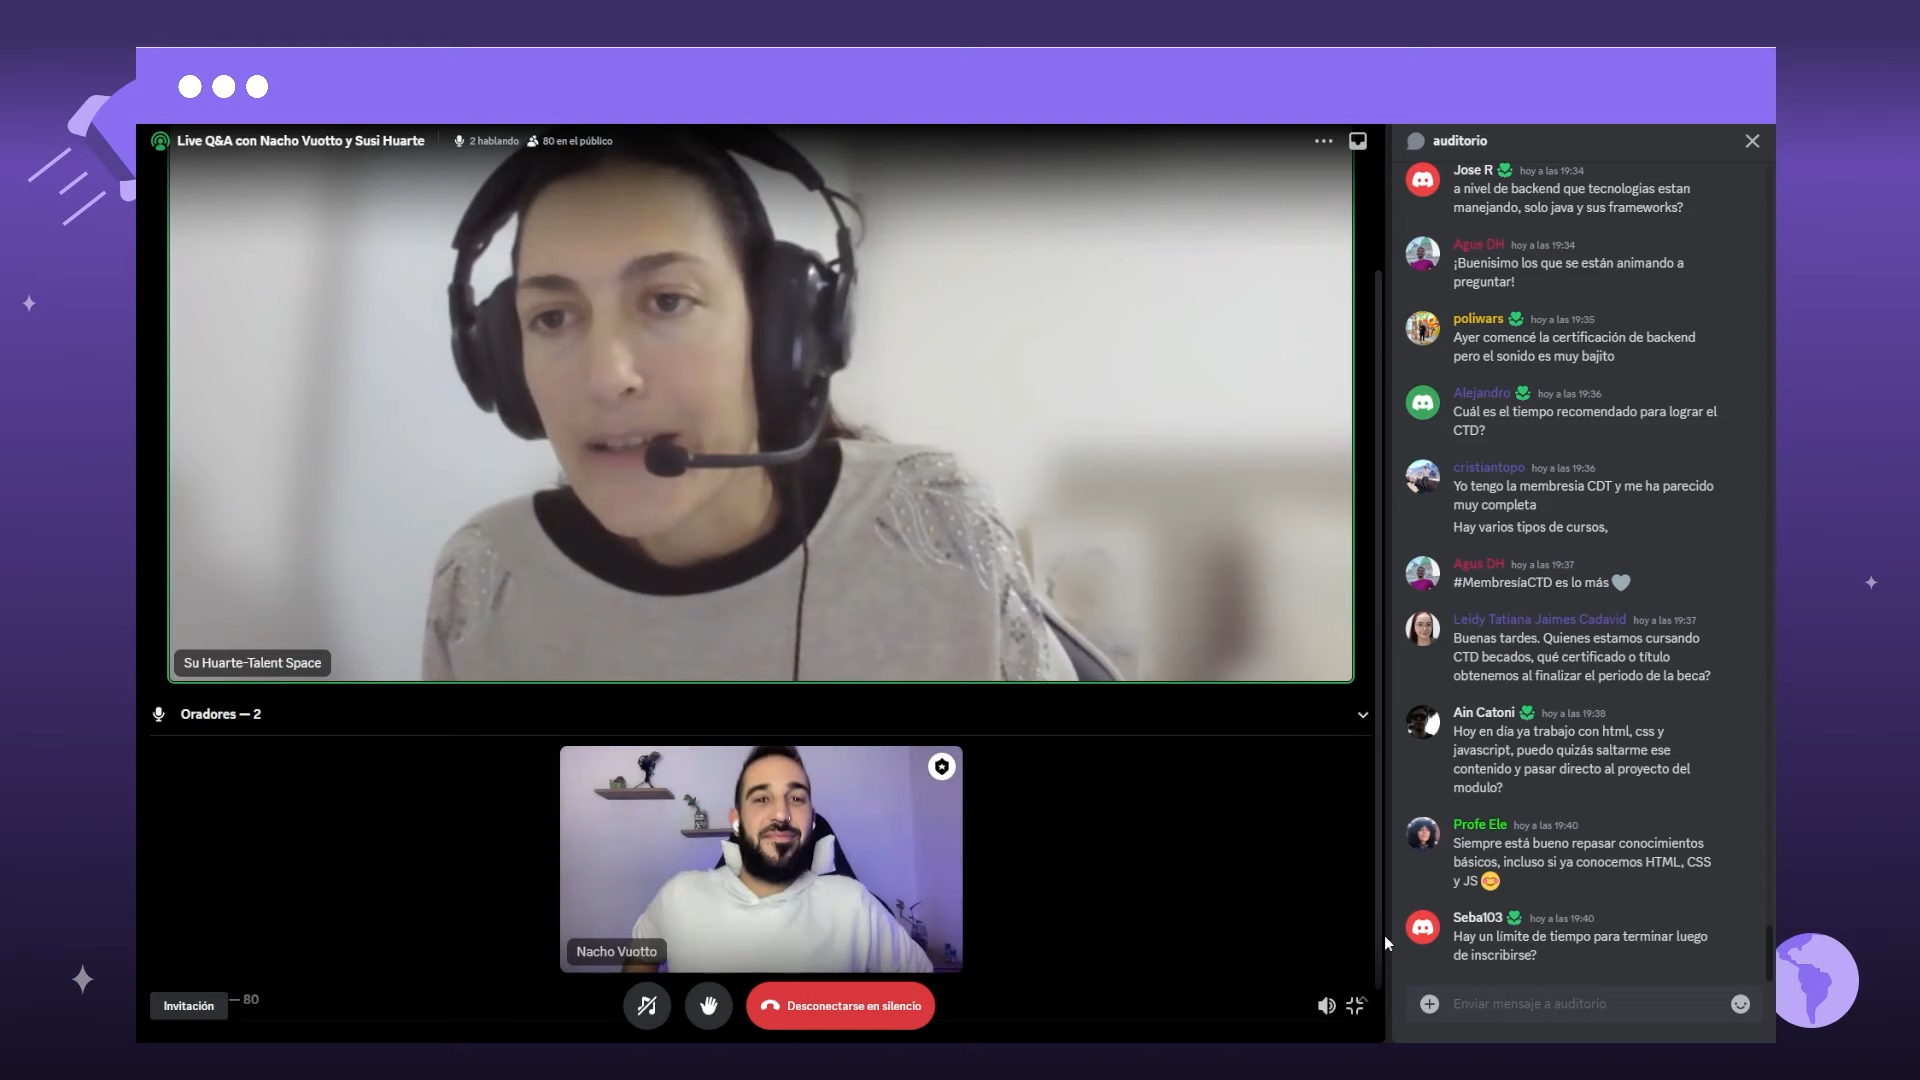 Live Q&A con Nacho Vuotto y Susi Huarte
2 hablando
80 en el público
Su Huarte-Talent Space
Oradores — 2
Nacho Vuotto
Invitación
— 80
Desconectarse en silencio
auditorio
Jose R hoy a las 19:34
a nivel de backend que tecnologias estan
manejando, solo java y sus frameworks?
Agus DH hoy a las 19:34
¡Buenisimo los que se están animando a
preguntar!
poliwars hoy a las 19:35
Ayer comencé la certificación de backend
pero el sonido es muy bajito
Alejandro hoy a las 19:36
Cuál es el tiempo recomendado para lograr el
CTD?
cristiantopo hoy a las 19:36
Yo tengo la membresia CDT y me ha parecido
muy completa
Hay varios tipos de cursos,
Agus DH hoy a las 19:37
#MembresíaCTD es lo más
Leidy Tatiana Jaimes Cadavid hoy a las 19:37
Buenas tardes. Quienes estamos cursando
CTD becados, qué certificado o título
obtenemos al finalizar el periodo de la beca?
Ain Catoni hoy a las 19:38
Hoy en día ya trabajo con html, css y
javascript, puedo quizás saltarme ese
contenido y pasar directo al proyecto del
modulo?
Profe Ele hoy a las 19:40
Siempre está bueno repasar conocimientos
básicos, incluso si ya conocemos HTML, CSS
y JS
Seba103 hoy a las 19:40
Hay un límite de tiempo para terminar luego
de inscribirse?
Enviar mensaje a auditorio